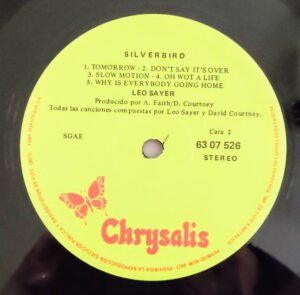 SILVERBIRD
1. TOMORROW - 2. DON'T SAY IT'S OVER
3. SLOW MOTION - 4. OH WOT A LIFE
5. WHY IS EVERYBODY GOING HOME
LEO SAYER
Producido por A. Faith/D. Courtney
Todas las canciones compuestas por Leo Sayer y David Courtney.
SGAE
Cara 2
63 07 526
STEREO
Chrysalis